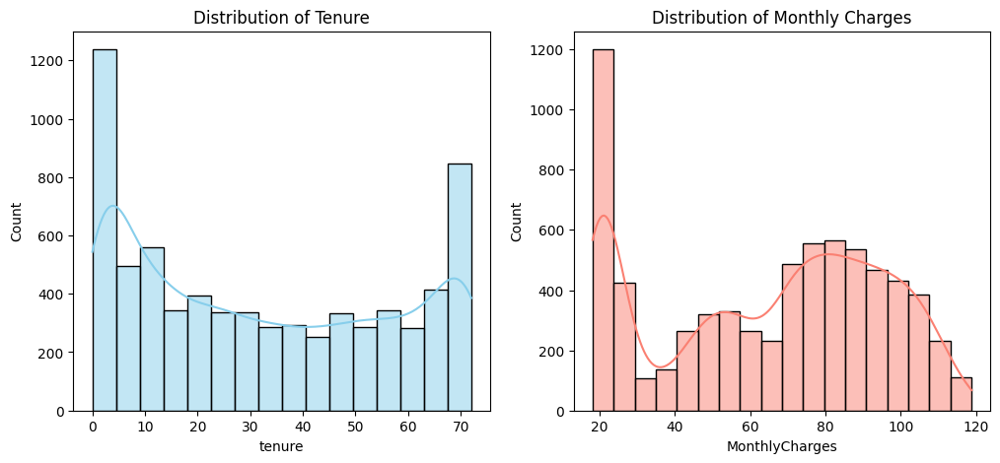 Distribution of Tenure
1200
1000
800
600
400
200
0
Count
0 10 20 30 40 50 60 70
tenure
Distribution of Monthly Charges
1200
1000
800
600
400
200
0
Count
20 40 60 80 100 120
MonthlyCharges